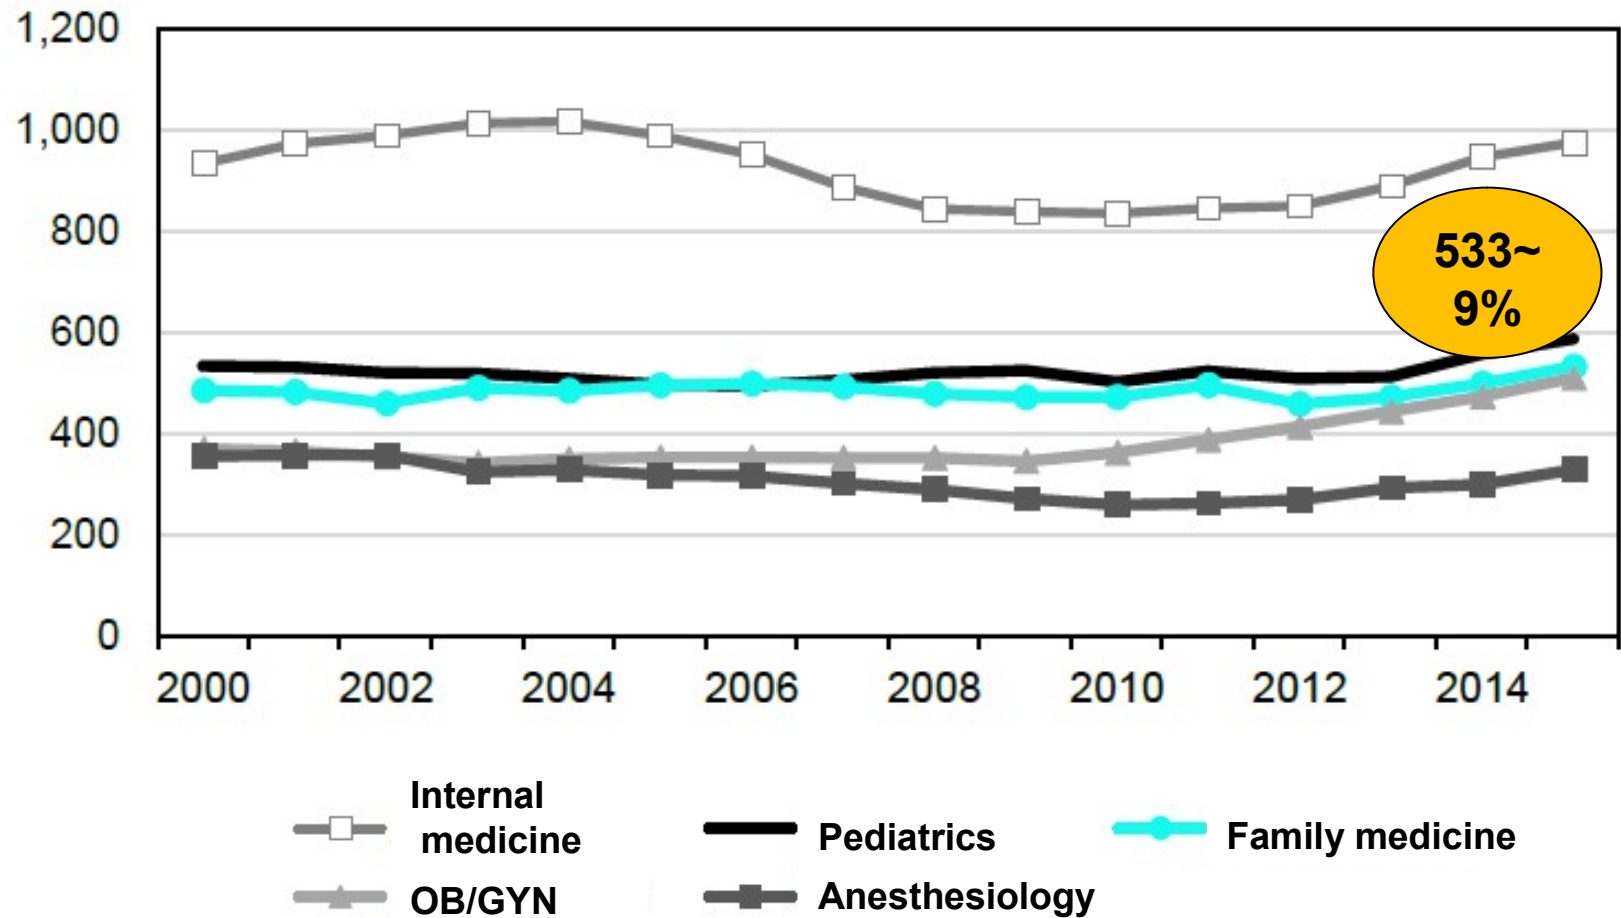 1,200
1,000
800
600
400
200
0
533~
9%
2000 2002 2004 2006 2008 2010 2012 2014
Internal
medicine
Pediatrics
Family medicine
OB/GYN
Anesthesiology